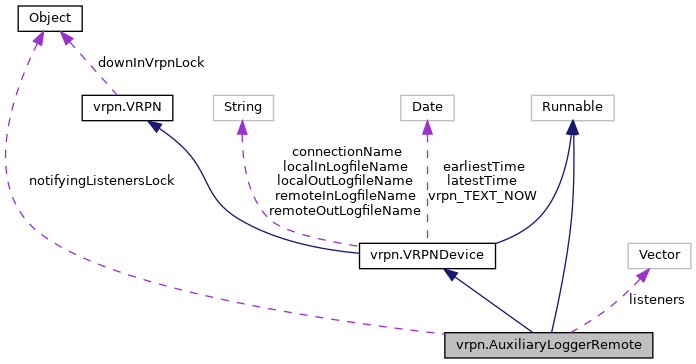 Object
downInVrpnLock
vrpn.VRPN
String
Date
Runnable
connectionName
localInLogfileName
localOutLogfileName
remoteInLogfileName
remoteOutLogfileName
earliestTime
latestTime
vrpn_TEXT_NOW
notifyingListenersLock
vrpn.VRPNDevice
Vector
listeners
vrpn.AuxiliaryLoggerRemote